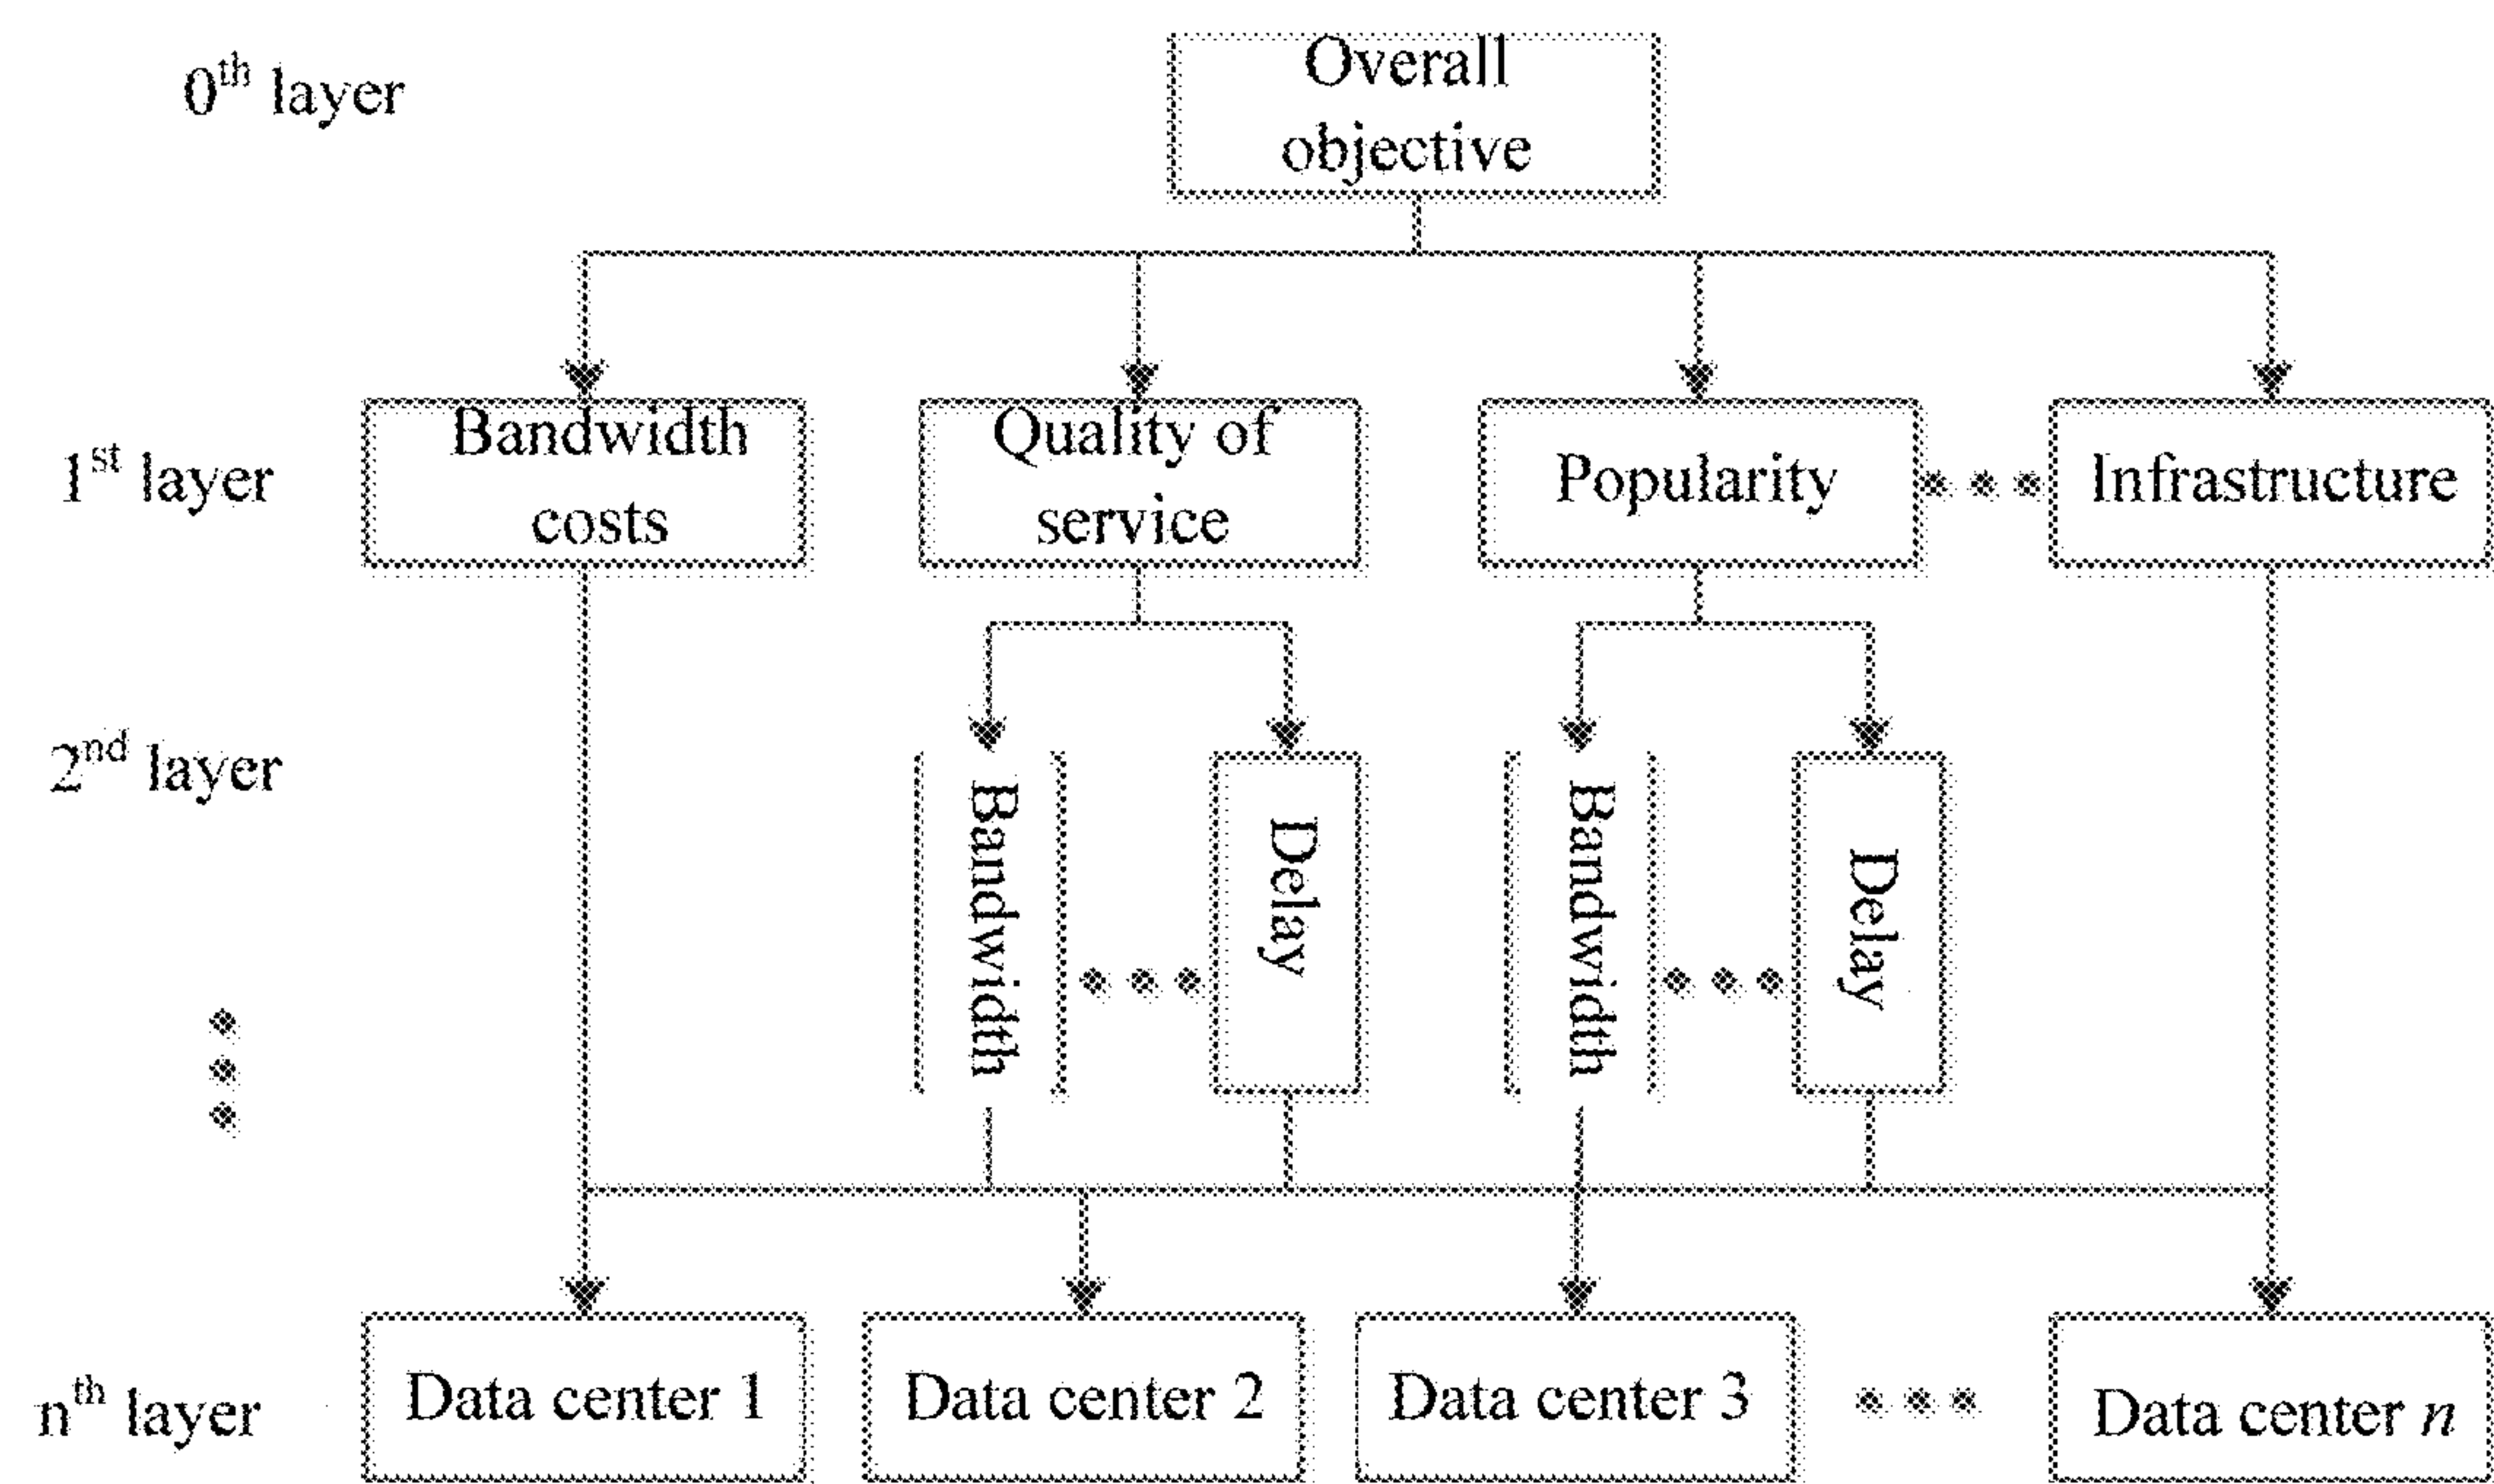 0th layer
Overall
objective
1st layer
Bandwidth
costs
Quality of
service
Popularity
Infrastructure
2nd layer
Bandwidth
Delay
Bandwidth
Delay
nth layer
Data center 1
Data center 2
Data center 3
Data center n